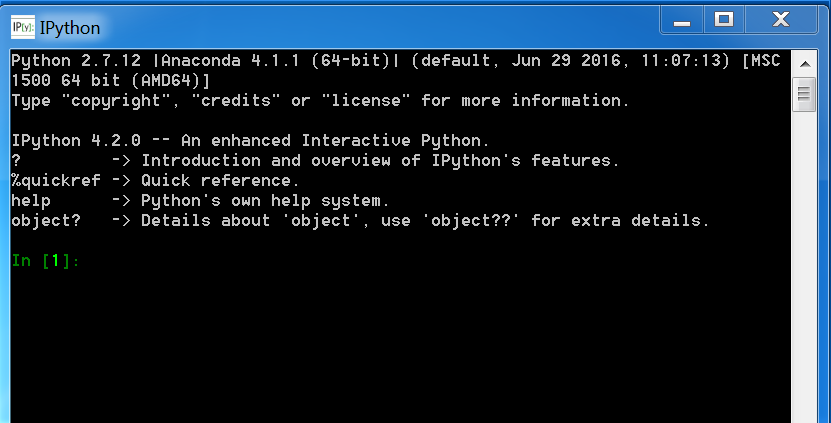 IP[y]: IPython
Python 2.7.12 |Anaconda 4.1.1 (64-bit)| (default, Jun 29 2016, 11:07:13) [MSC
1500 64 bit (AMD64)]
Type "copyright", "credits" or "license" for more information.
IPython 4.2.0 -- An enhanced Interactive Python.
?         -> Introduction and overview of IPython's features.
%quickref -> Quick reference.
help      -> Python's own help system.
object?   -> Details about 'object', use 'object??' for extra details.
In [1]: